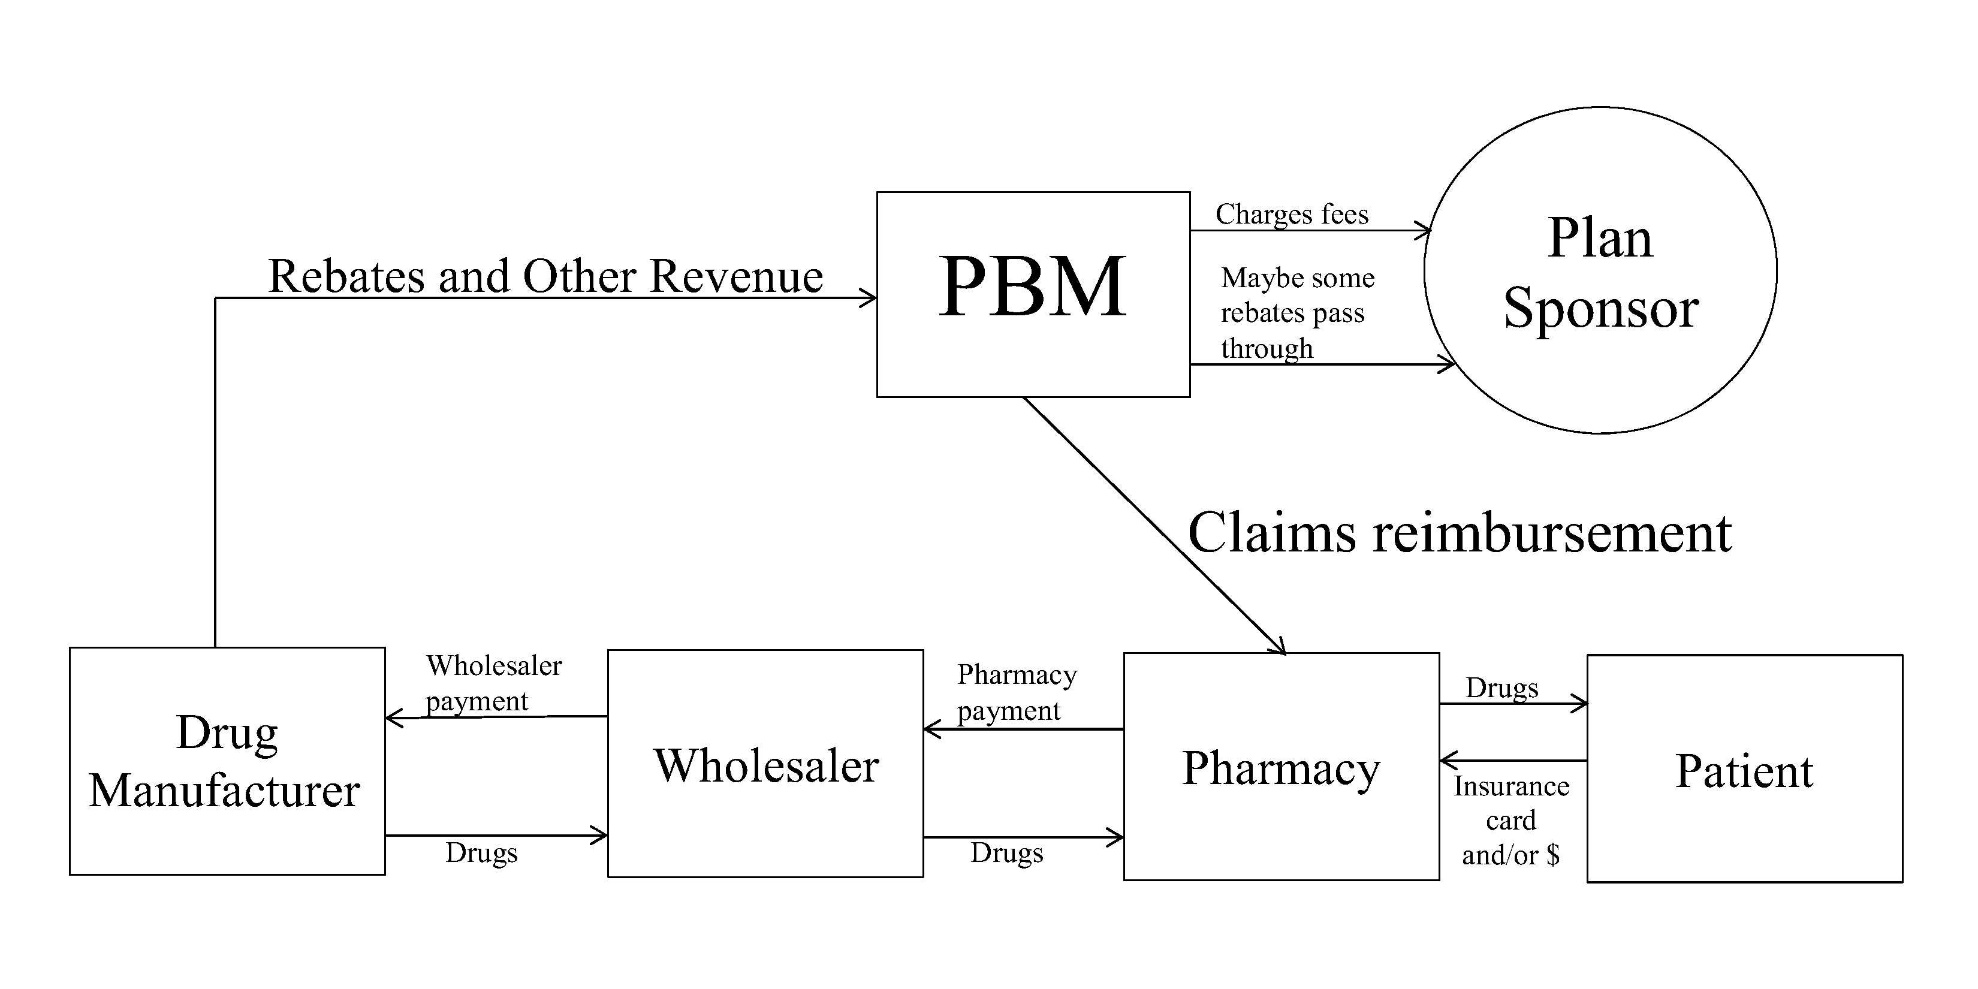 Charges fees
Plan
Sponsor
Rebates and Other Revenue
PBM
Maybe some
rebates pass
through
Claims reimbursement
Wholesaler
payment
Pharmacy
payment
Drugs
Drug
Manufacturer
Wholesaler
Pharmacy
Patient
Insurance
card
and/or $
Drugs
Drugs